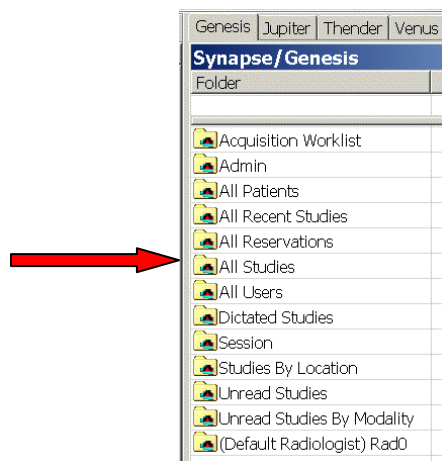 Genesis Jupiter Thender Venus
Synapse/Genesis
Folder
Acquisition Worklist
Admin
All Patients
All Recent Studies
All Reservations
All Studies
All Users
Dictated Studies
Session
Studies By Location
Unread Studies
Unread Studies By Modality
(Default Radiologist) Rad0